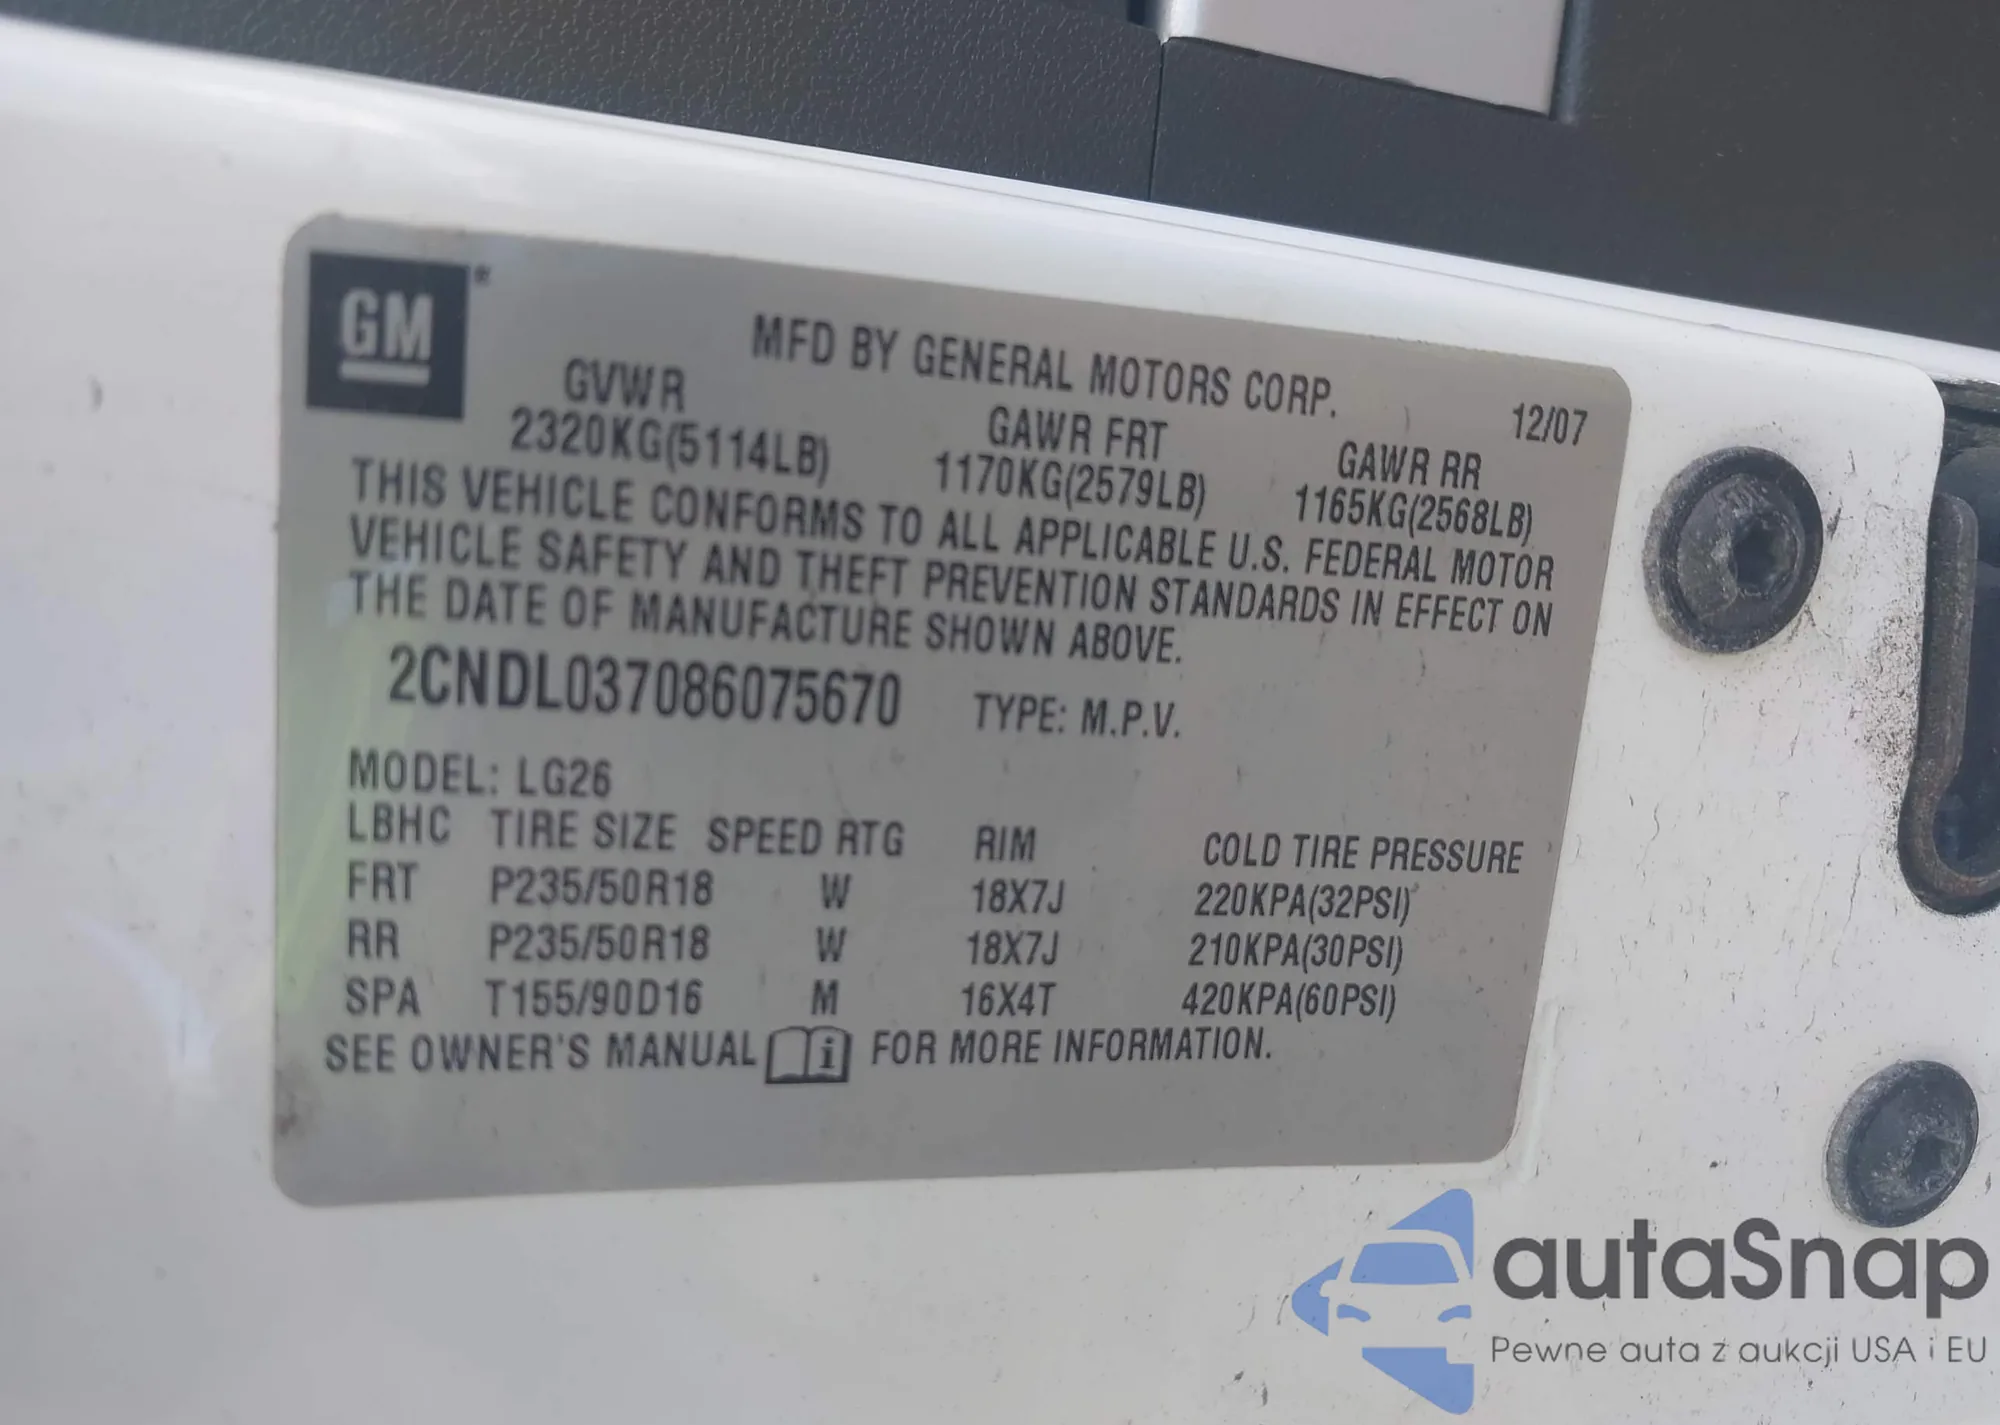 GM®
MFD BY GENERAL MOTORS CORP.
12/07
GVWR GAWR FRT GAWR RR
2320KG(5114LB) 1170KG(2579LB) 1165KG(2568LB)
THIS VEHICLE CONFORMS TO ALL APPLICABLE U.S. FEDERAL MOTOR
VEHICLE SAFETY AND THEFT PREVENTION STANDARDS IN EFFECT ON
THE DATE OF MANUFACTURE SHOWN ABOVE.
2CNDL037086075670 TYPE: M.P.V.
MODEL: LG26
LBHC TIRE SIZE SPEED RTG RIM COLD TIRE PRESSURE
FRT P235/50R18 W 18X7J 220KPA(32PSI)
RR P235/50R18 W 18X7J 210KPA(30PSI)
SPA T155/90D16 M 16X4T 420KPA(60PSI)
SEE OWNER'S MANUAL i FOR MORE INFORMATION.
autaSnap
Pewne auta z aukcji USA i EU